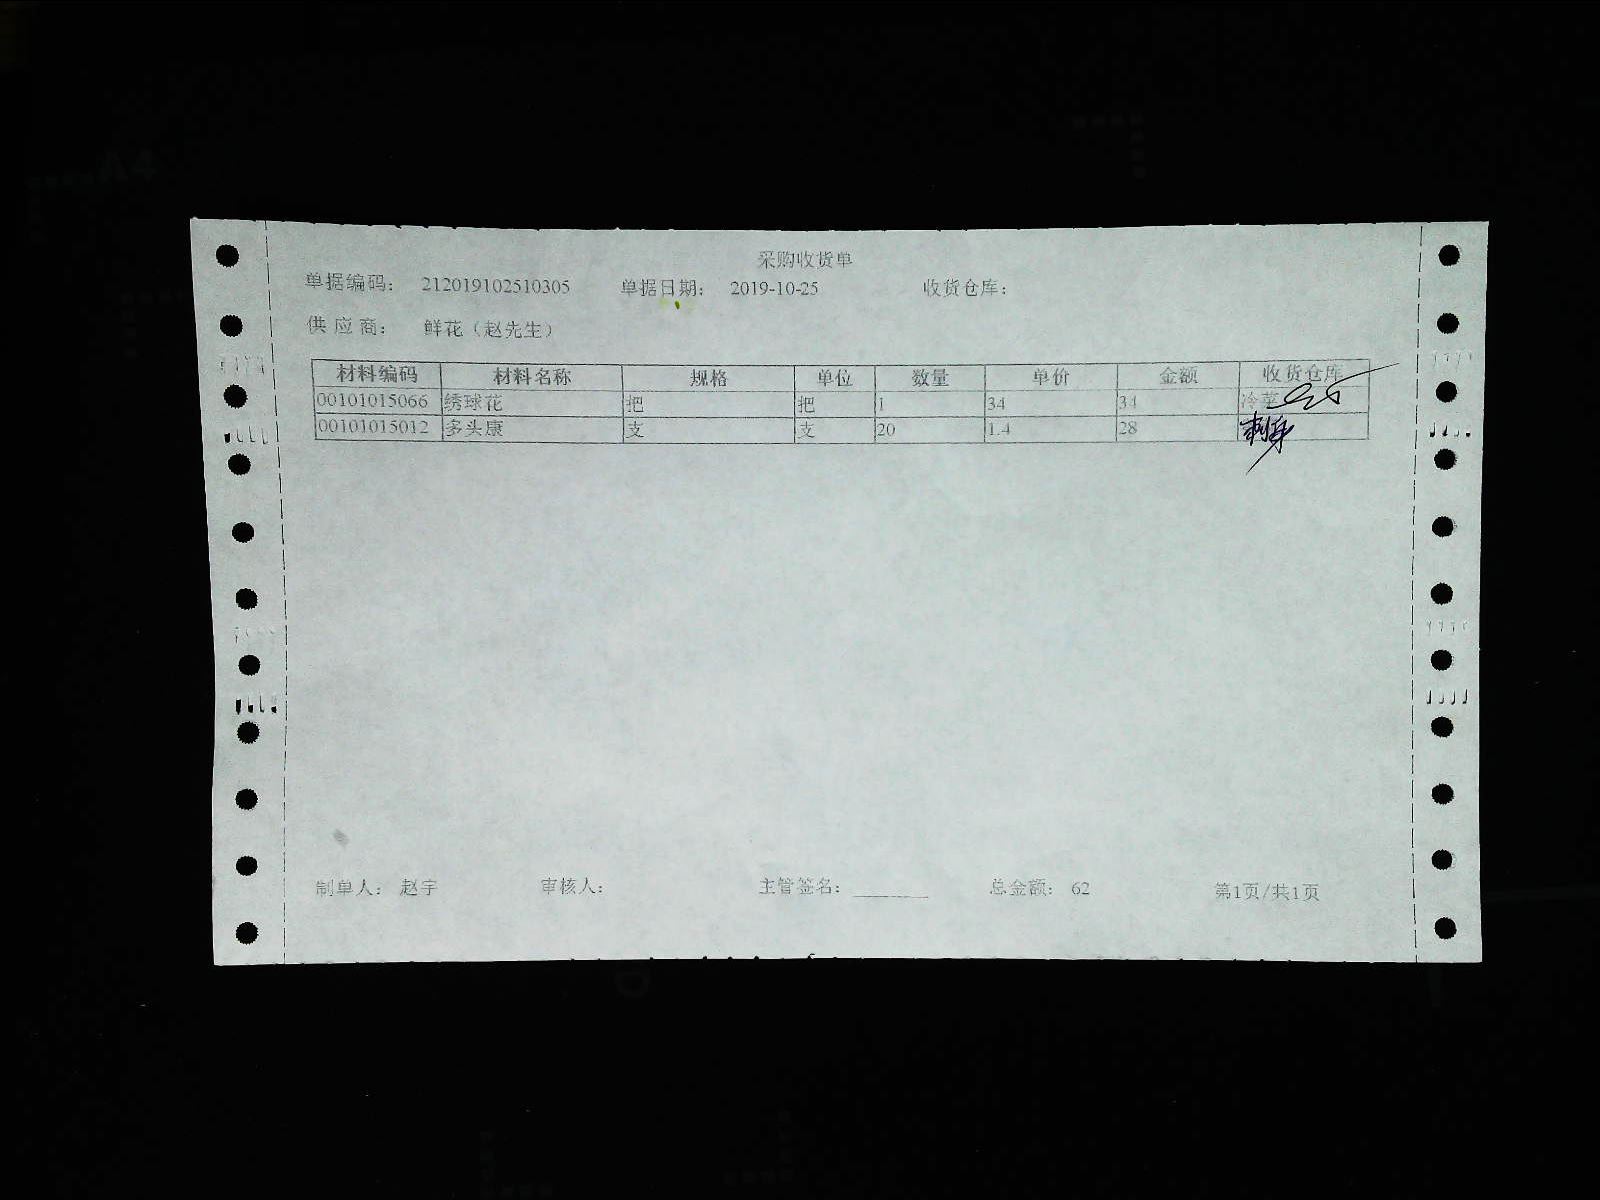 采购收货单
单据编码： 212019102510305 单据日期： 2019-10-25 收货仓库：
供应商： 鲜花（赵先生）
材料编码 材料名称 规格 单位 数量 单价 金额 收货仓库
00101015066 绣球花 把 把 1 34 34 冷菜
00101015012 多头康 支 支 20 1.4 28 刺身
制单人： 赵宇 审核人： 主管签名： 总金额： 62 第1页/共1页